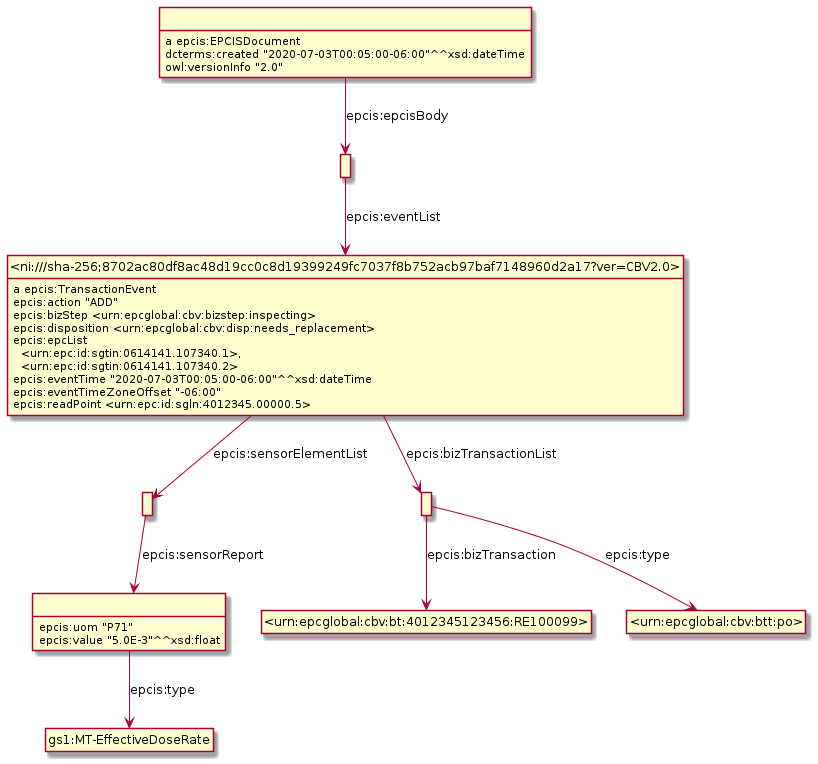 a epcis:EPCISDocument
dcterms:created "2020-07-03T00:05:00-06:00"^^xsd:dateTime
owl:versionInfo "2.0"
epcis:epcisBody
epcis:eventList
<ni:///sha-256;8702ac80df8ac48d19cc0c8d19399249fc7037f8b752acb97baf7148960d2a17?ver=CBV2.0>
a epcis:TransactionEvent
epcis:action "ADD"
epcis:bizStep <urn:epcglobal:cbv:bizstep:inspecting>
epcis:disposition <urn:epcglobal:cbv:disp:needs_replacement>
epcis:epcList
<urn:epc:id:sgtin:0614141.107340.1>,
<urn:epc:id:sgtin:0614141.107340.2>
epcis:eventTime "2020-07-03T00:05:00-06:00"^^xsd:dateTime
epcis:eventTimeZoneOffset "-06:00"
epcis:readPoint <urn:epc:id:sgln:4012345.00000.5>
epcis:sensorElementList
epcis:bizTransactionList
epcis:sensorReport
epcis:bizTransaction
epcis:type
epcis:uom "P71"
epcis:value "5.0E-3"^^xsd:float
<urn:epcglobal:cbv:bt:4012345123456:RE100099>
<urn:epcglobal:cbv:btt:po>
epcis:type
gs1:MT-EffectiveDoseRate